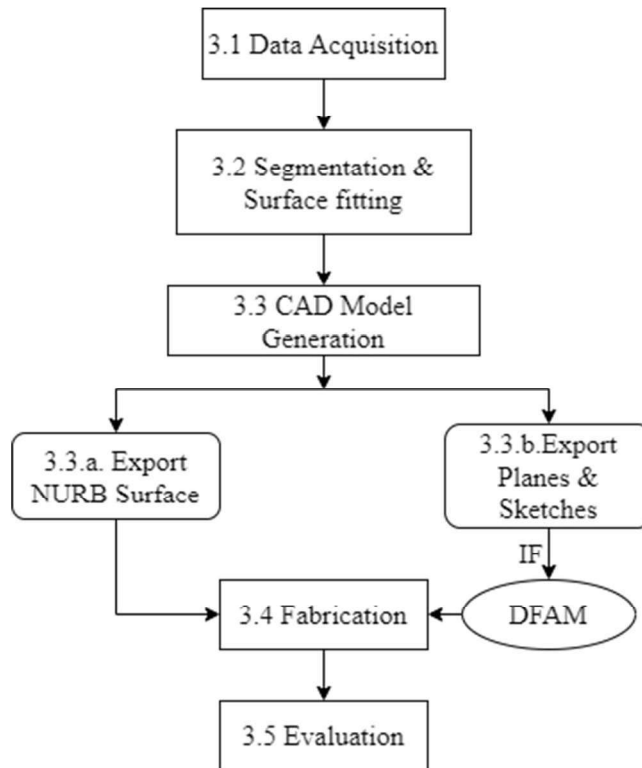 3.1 Data Acquisition
3.2 Segmentation &
Surface fitting
3.3 CAD Model
Generation
3.3.a. Export
NURB Surface
3.3.b.Export
Planes &
Sketches
IF
DFAM
3.4 Fabrication
3.5 Evaluation